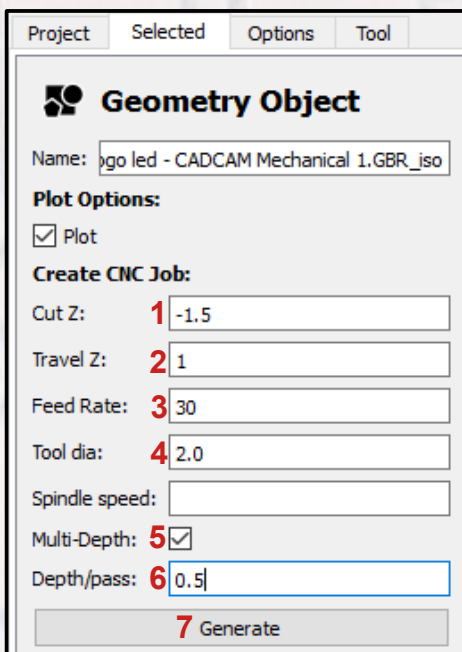 Project Selected Options Tool
Geometry Object
Name: ogo led - CADCAM Mechanical 1.GBR_iso
Plot Options:
Plot
Create CNC Job:
Cut Z: 1 -1.5
Travel Z: 2 1
Feed Rate: 3 30
Tool dia: 4 2.0
Spindle speed:
Multi-Depth: 5
Depth/pass: 6 0.5
7 Generate